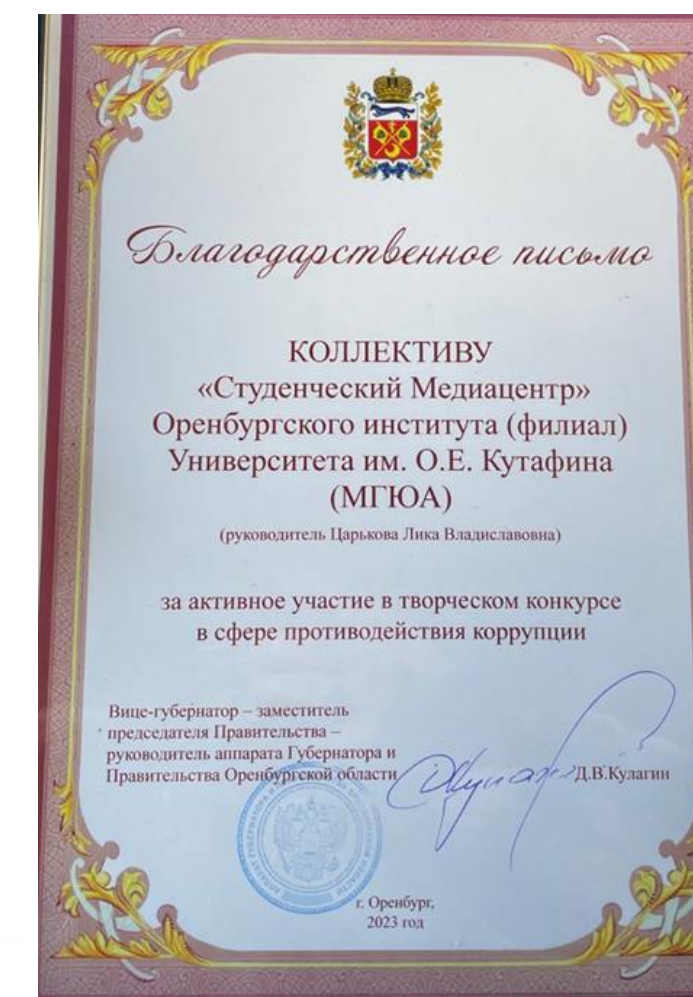 Благодарственное письмо
КОЛЛЕКТИВУ
«Студенческий Медиацентр»
Оренбургского института (филиал)
Университета им. О.Е. Кутафина
(МГЮА)
(руководитель Царькова Лика Владиславовна)
за активное участие в творческом конкурсе
в сфере противодействия коррупции
Вице-губернатор – заместитель
председателя Правительства –
руководитель аппарата Губернатора и
Правительства Оренбургской области
Д.В.Кулагин
г. Оренбург,
2023 год